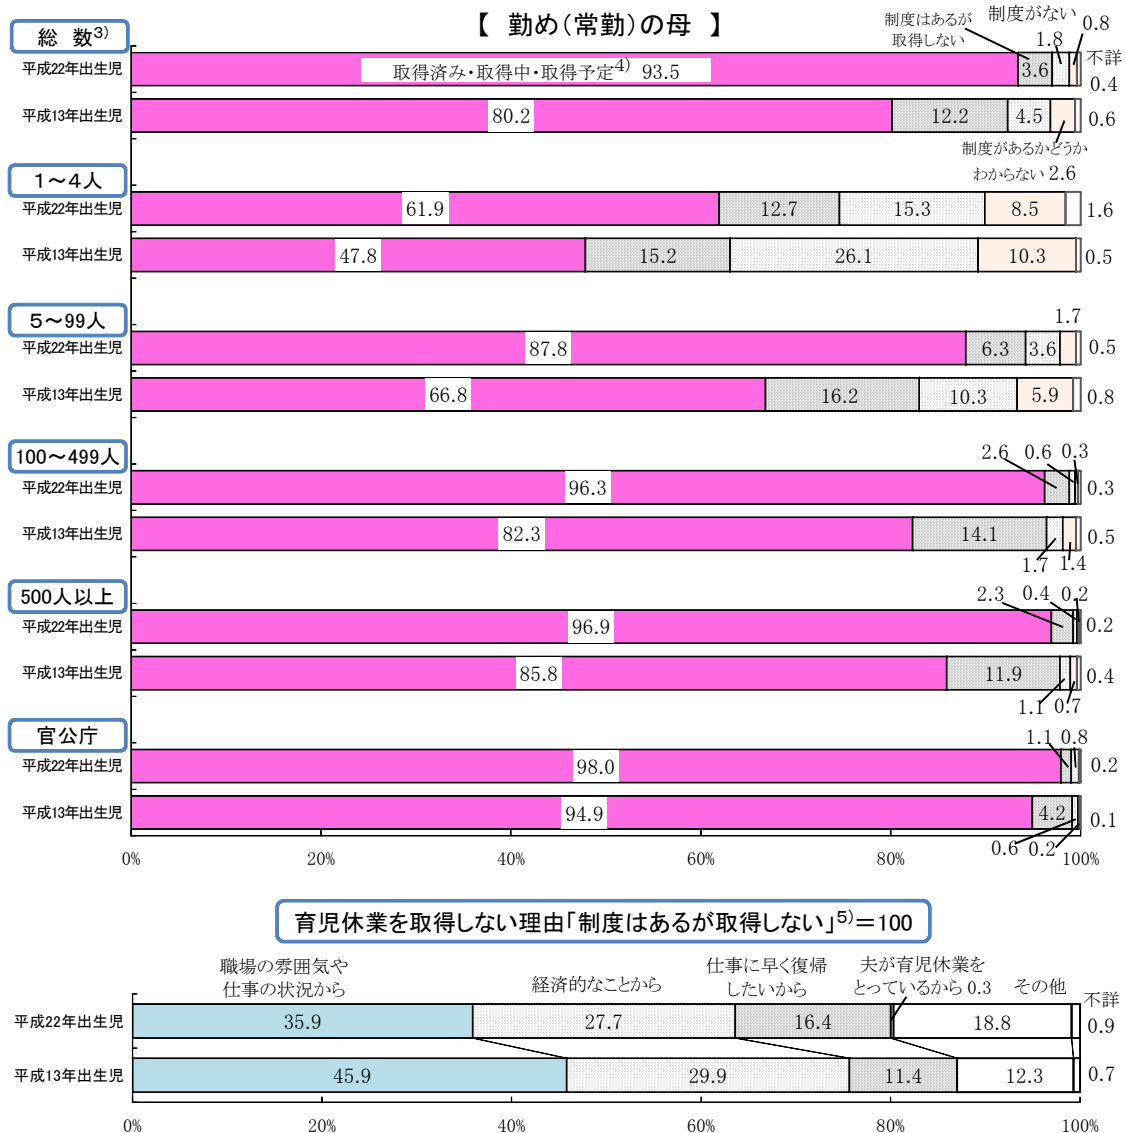 【 勤め(常勤)の母 】
総 数3)
制度はあるが
取得しない
制度がない
1.8
0.8
不詳
平成22年出生児
取得済み・取得中・取得予定4) 93.5
3.6
0.4
平成13年出生児
80.2
12.2
4.5
0.6
制度があるかどうか
わからない 2.6
1～4人
平成22年出生児
61.9
12.7
15.3
8.5
1.6
平成13年出生児
47.8
15.2
26.1
10.3
0.5
5～99人
1.7
平成22年出生児
87.8
6.3
3.6
0.5
平成13年出生児
66.8
16.2
10.3
5.9
0.8
100～499人
2.6
0.6
0.3
平成22年出生児
96.3
0.3
平成13年出生児
82.3
14.1
0.5
1.7
1.4
500人以上
2.3
0.4
0.2
平成22年出生児
96.9
0.2
平成13年出生児
85.8
11.9
0.4
1.1
0.7
官公庁
1.1
0.8
平成22年出生児
98.0
0.2
平成13年出生児
94.9
4.2
0.1
0.6
0.2
0%
20%
40%
60%
80%
100%
育児休業を取得しない理由「制度はあるが取得しない」5)＝100
職場の雰囲気や
仕事の状況から
経済的なことから
仕事に早く復帰
したいから
夫が育児休業を
とっているから 0.3
その他
不詳
平成22年出生児
35.9
27.7
16.4
18.8
0.9
平成13年出生児
45.9
29.9
11.4
12.3
0.7
0%
20%
40%
60%
80%
100%